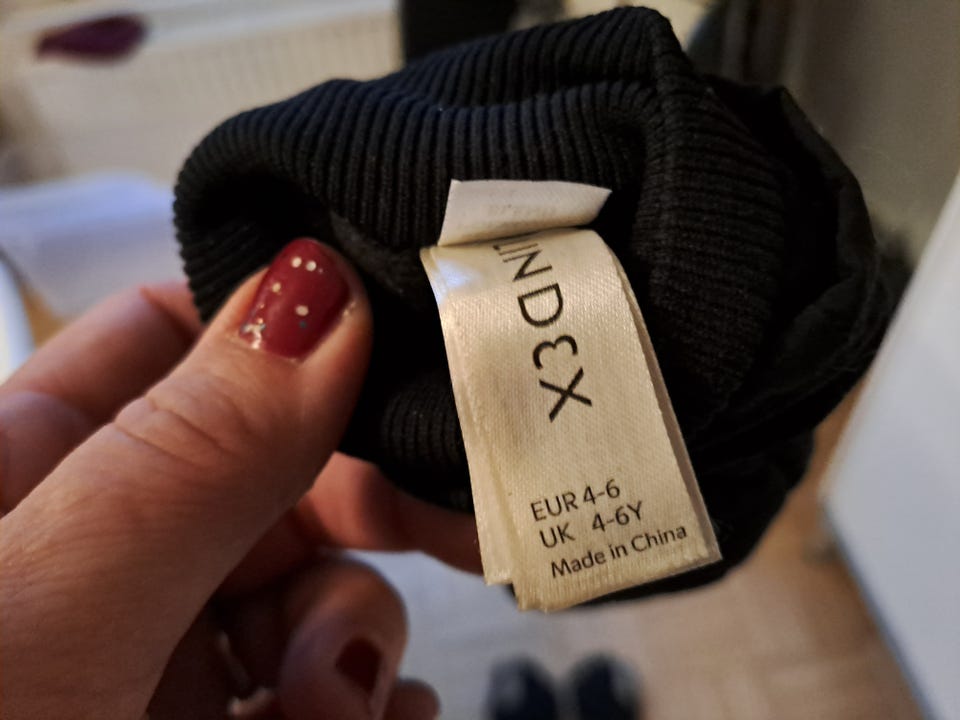 LINDEX
EUR 4-6
UK 4-6Y
Made in China